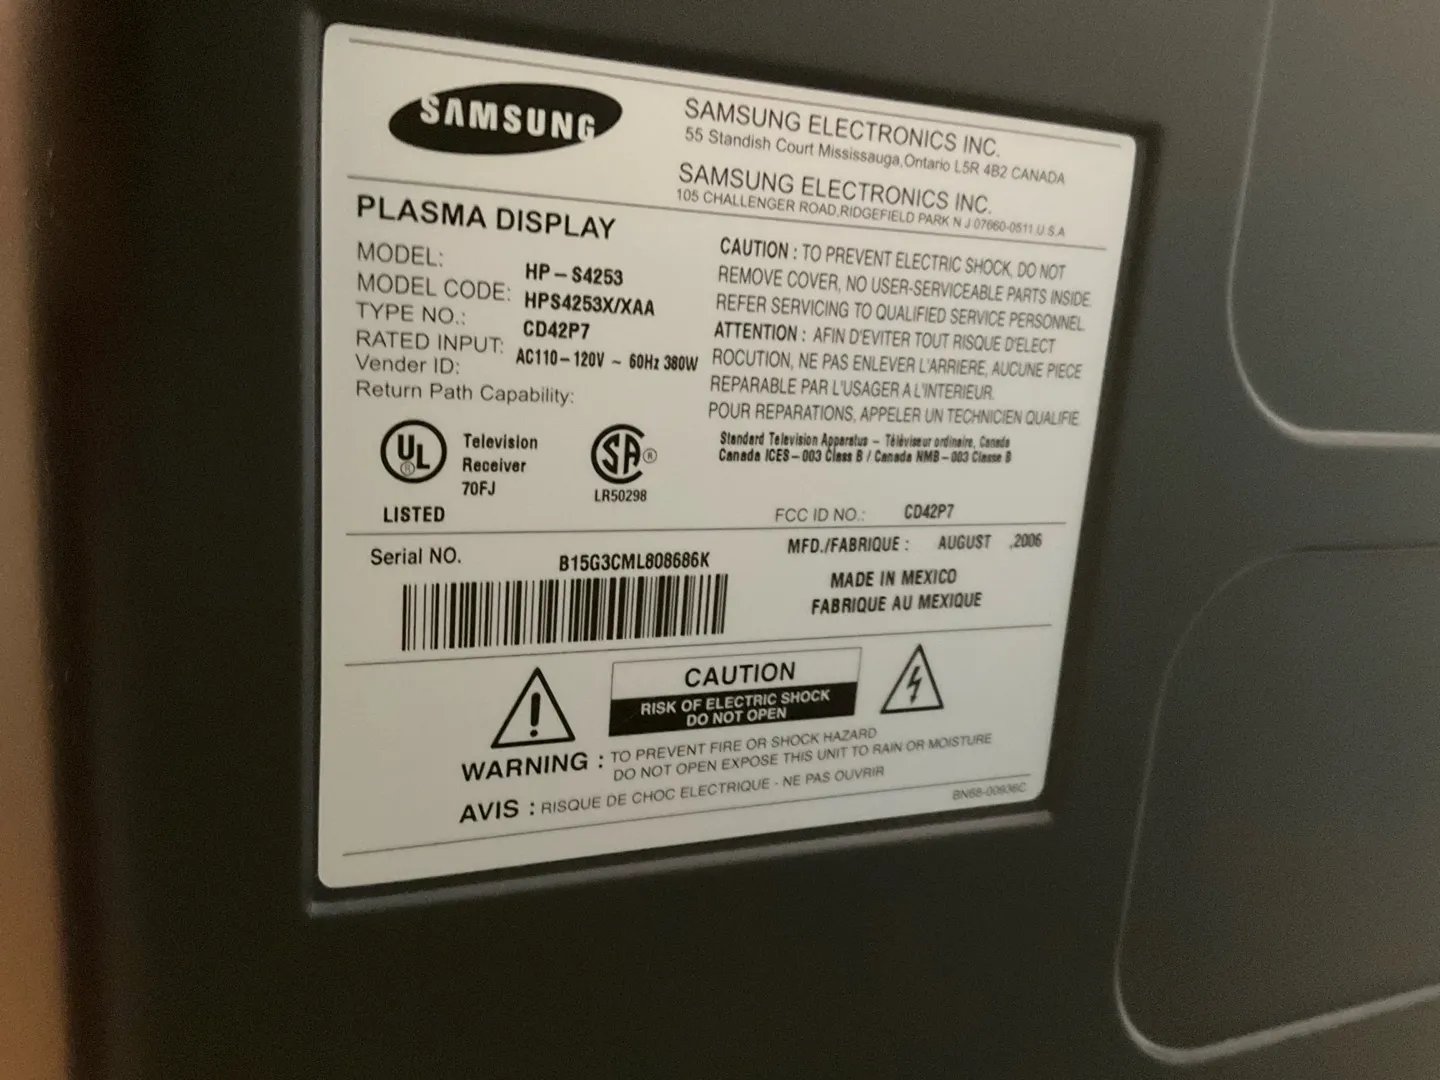 SAMSUNG
SAMSUNG ELECTRONICS INC.
55 Standish Court Mississauga,Ontario L5R 4B2 CANADA
SAMSUNG ELECTRONICS INC.
105 CHALLENGER ROAD,RIDGEFIELD PARK N J 07660-0511 U.S.A
PLASMA DISPLAY
MODEL: HP-S4253
MODEL CODE: HPS4253X/XAA
TYPE NO.: CD42P7
RATED INPUT: AC110-120V ~ 60Hz 380W
Vender ID:
Return Path Capability:
CAUTION : TO PREVENT ELECTRIC SHOCK, DO NOT
REMOVE COVER, NO USER-SERVICEABLE PARTS INSIDE.
REFER SERVICING TO QUALIFIED SERVICE PERSONNEL.
ATTENTION : AFIN D'EVITER TOUT RISQUE D'ELECT
ROCUTION, NE PAS ENLEVER L'ARRIERE, AUCUNE PIECE
REPARABLE PAR L'USAGER A L'INTERIEUR.
POUR REPARATIONS, APPELER UN TECHNICIEN QUALIFIE.
Standard Television Apparatus - Téléviseur ordinaire, Canada
Canada ICES-003 Class B / Canada NMB-003 Classe B
UL ®
LISTED
Television
Receiver
70FJ
SA ®
LR50298
FCC ID NO.: CD42P7
Serial NO. B15G3CML808686K
MFD./FABRIQUE : AUGUST ,2006
MADE IN MEXICO
FABRIQUE AU MEXIQUE
CAUTION
RISK OF ELECTRIC SHOCK
DO NOT OPEN
WARNING : TO PREVENT FIRE OR SHOCK HAZARD
DO NOT OPEN EXPOSE THIS UNIT TO RAIN OR MOISTURE
AVIS : RISQUE DE CHOC ELECTRIQUE - NE PAS OUVRIR
BN68-00936C